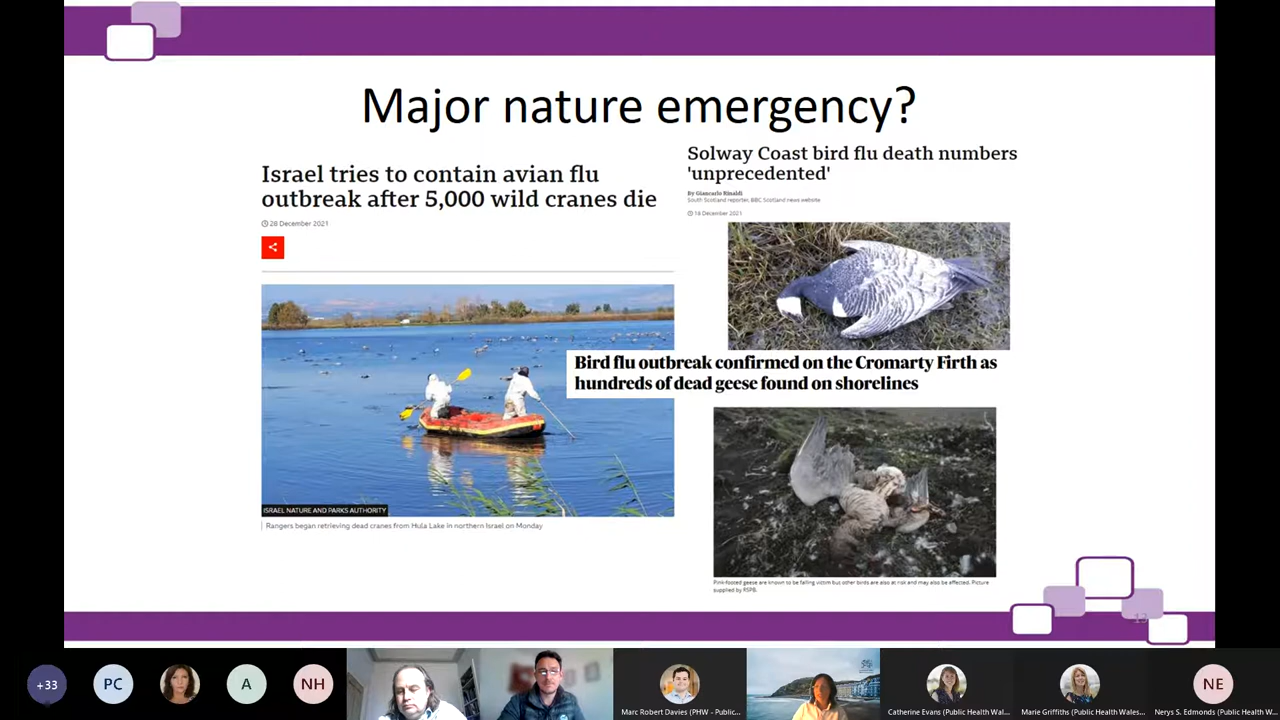 Major nature emergency?
Israel tries to contain avian flu
outbreak after 5,000 wild cranes die
28 December 2021
ISRAEL NATURE AND PARKS AUTHORITY
Rangers began retrieving dead cranes from Hula Lake in northern Israel on Monday
Solway Coast bird flu death numbers
'unprecedented'
By Giancarlo Rinaldi
South Scotland reporter, BBC Scotland news website
18 December 2021
Bird flu outbreak confirmed on the Cromarty Firth as
hundreds of dead geese found on shorelines
Pink-footed geese are known to be falling victim but other birds are also at risk and may also be affected. Picture
supplied by RSPB.
13
+33
PC
A
NH
Marc Robert Davies (PHW - Public...
Catherine Evans (Public Health Wal...
Marie Griffiths (Public Health Wales...
NE
Nerys S. Edmonds (Public Health W...